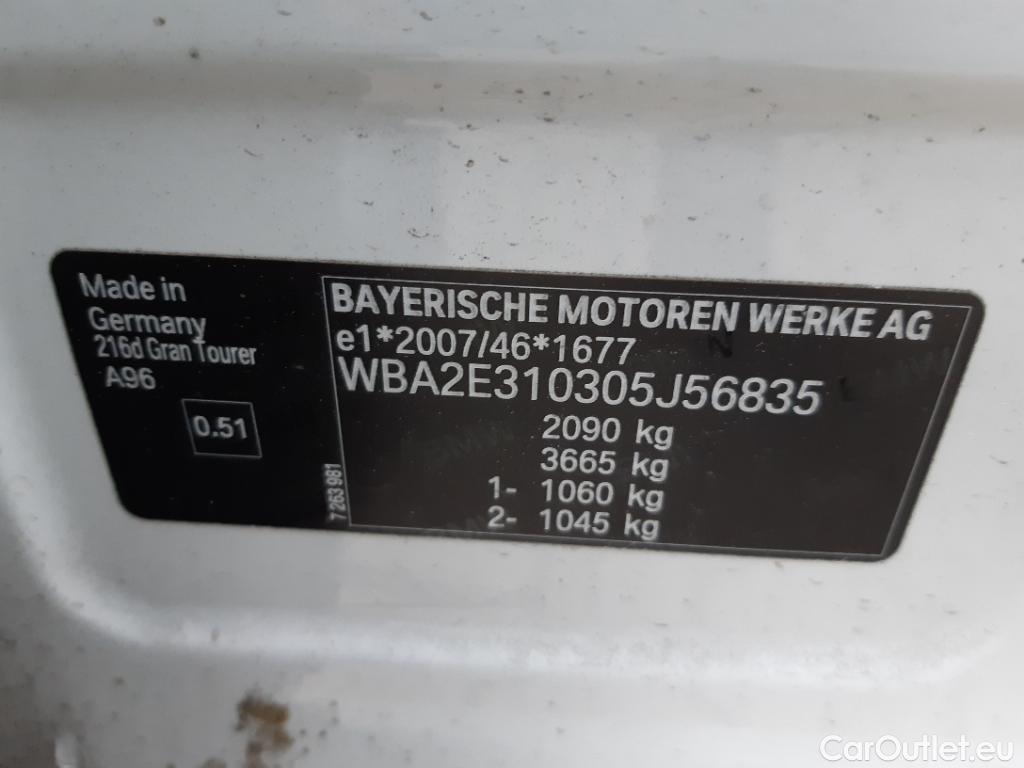 Made in
Germany
216d Gran Tourer
A96
0.51
7263981
BAYERISCHE MOTOREN WERKE AG
e1*2007/46*1677
WBA2E310305J56835
2090 kg
3665 kg
1- 1060 kg
2- 1045 kg
CarOutlet.eu